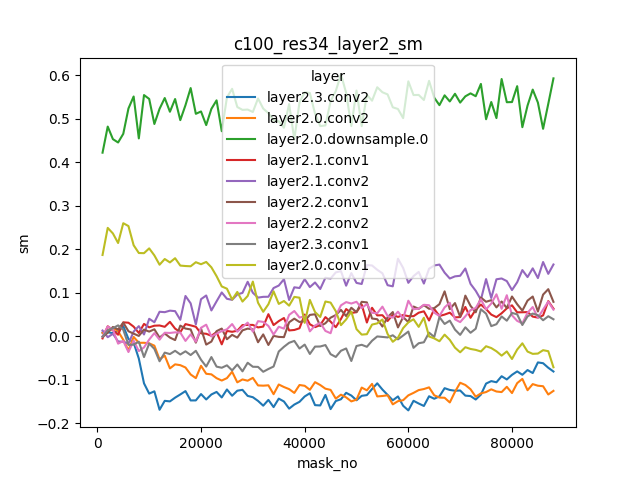 c100_res34_layer2_sm
layer
layer2.3.conv2
layer2.0.conv2
layer2.0.downsample.0
layer2.1.conv1
layer2.1.conv2
layer2.2.conv1
layer2.2.conv2
layer2.3.conv1
layer2.0.conv1
0.6
0.5
0.4
0.3
0.2
0.1
0.0
−0.1
−0.2
sm
0
20000
40000
60000
80000
mask_no